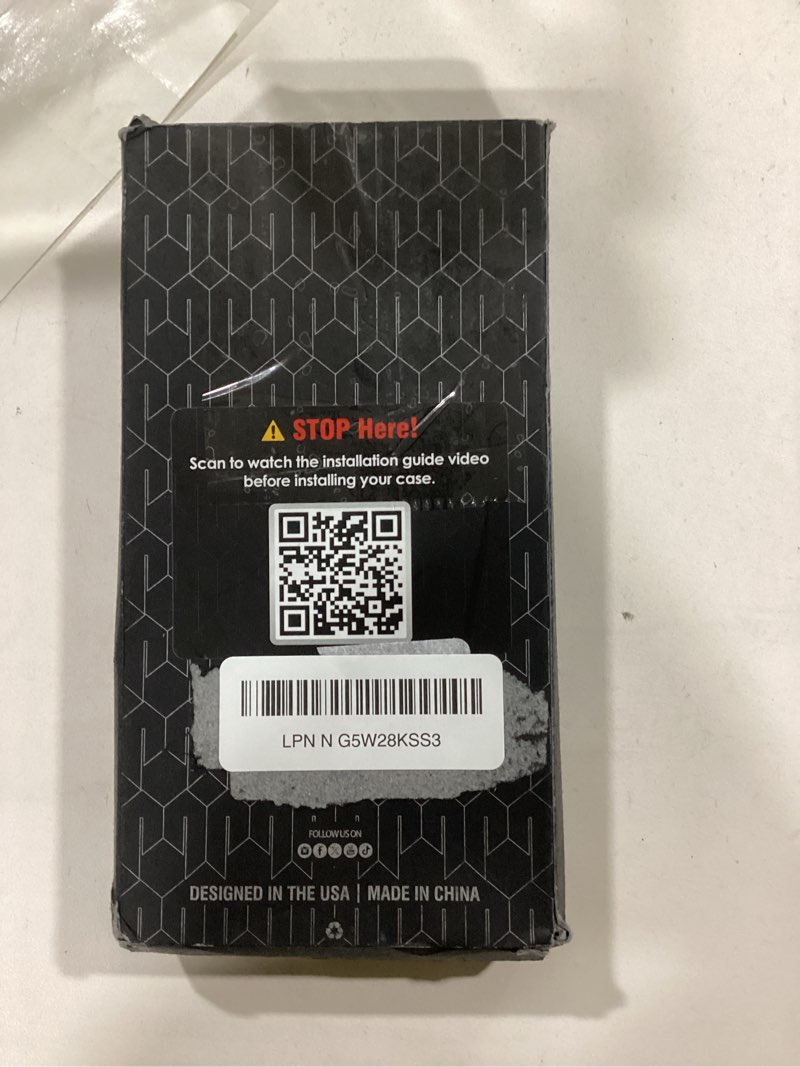 STOP Here!
Scan to watch the installation guide video
before installing your case.
LPN N G5W28KSS3
FOLLOW US ON
DESIGNED IN THE USA | MADE IN CHINA